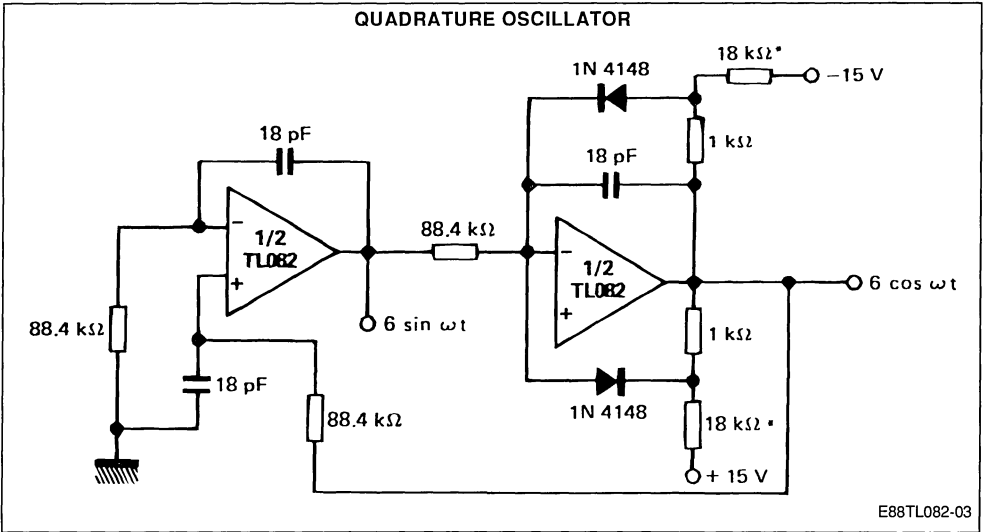 QUADRATURE OSCILLATOR
18 kΩ*
1N 4148
−15 V
18 pF
1 kΩ
18 pF
88.4 kΩ
−
1/2
TL082
+
−
1/2
TL082
+
6 cos ωt
6 sin ωt
88.4 kΩ
1 kΩ
18 pF
88.4 kΩ
1N 4148
18 kΩ*
+ 15 V
E88TL082-03